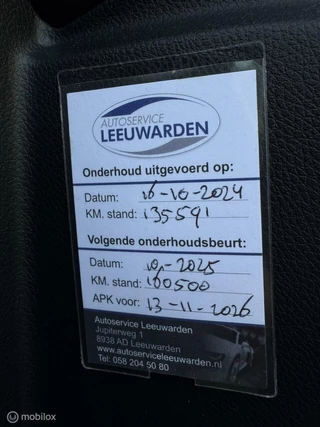 AUTOSERVICE
LEEUWARDEN
Onderhoud uitgevoerd op:
Datum: 16-10-2024
KM. stand: 135591
Volgende onderhoudsbeurt:
Datum: 10-2025
KM. stand: 160500
APK voor: 13-11-2026
Autoservice Leeuwarden
Jupiterweg 1
8938 AD Leeuwarden
www.autoserviceleeuwarden.nl
Tel: 058 204 50 80
© mobilox